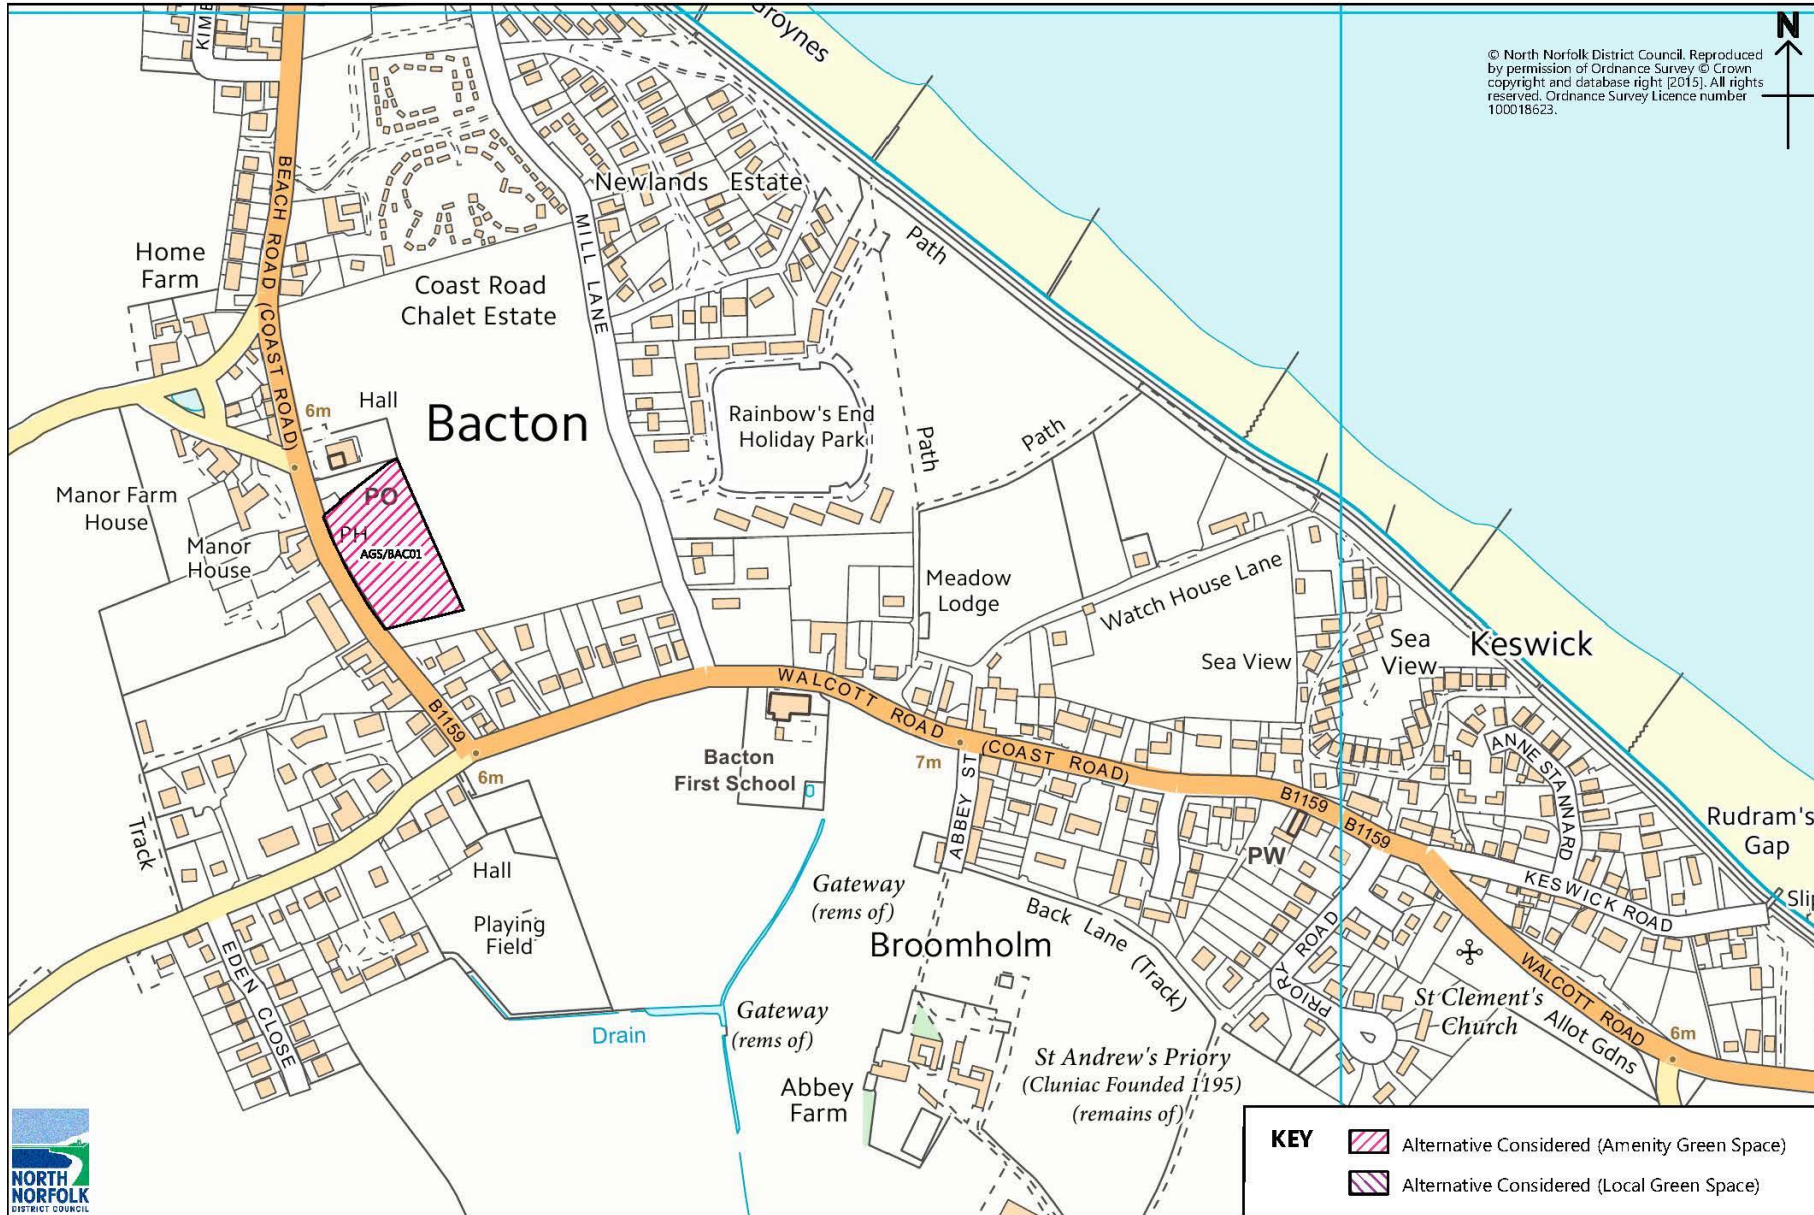 Groynes
N
© North Norfolk District Council. Reproduced
by permission of Ordnance Survey © Crown
copyright and database right [2015]. All rights
reserved. Ordnance Survey Licence number
100018623.
BEACH ROAD (COAST ROAD)
MILL LANE
Newlands Estate
Path
Home
Farm
Coast Road
Chalet Estate
Hall
6m
Bacton
Rainbow's End
Holiday Park
Path
Path
Manor Farm
House
Manor
House
PO
PH
AGS/BAC01
Meadow
Lodge
Watch House Lane
Sea View
Sea
View
Keswick
B1159
6m
WALCOTT ROAD (COAST ROAD)
Bacton
First School
7m
ABBEY ST
B1159
B1159
PW
ANNE STANNARD
Rudram's
Gap
KESWICK ROAD
Track
Hall
Playing
Field
EDEN CLOSE
Gateway
(rems of)
Broomholm
Back Lane (Track)
PRIORY ROAD
WALCOTT ROAD
6m
St Clement's
Church
Allot Gdns
Drain
Gateway
(rems of)
Abbey
Farm
St Andrew's Priory
(Cluniac Founded 1195)
(remains of)
KEY
Alternative Considered (Amenity Green Space)
Alternative Considered (Local Green Space)
NORTH
NORFOLK
DISTRICT COUNCIL